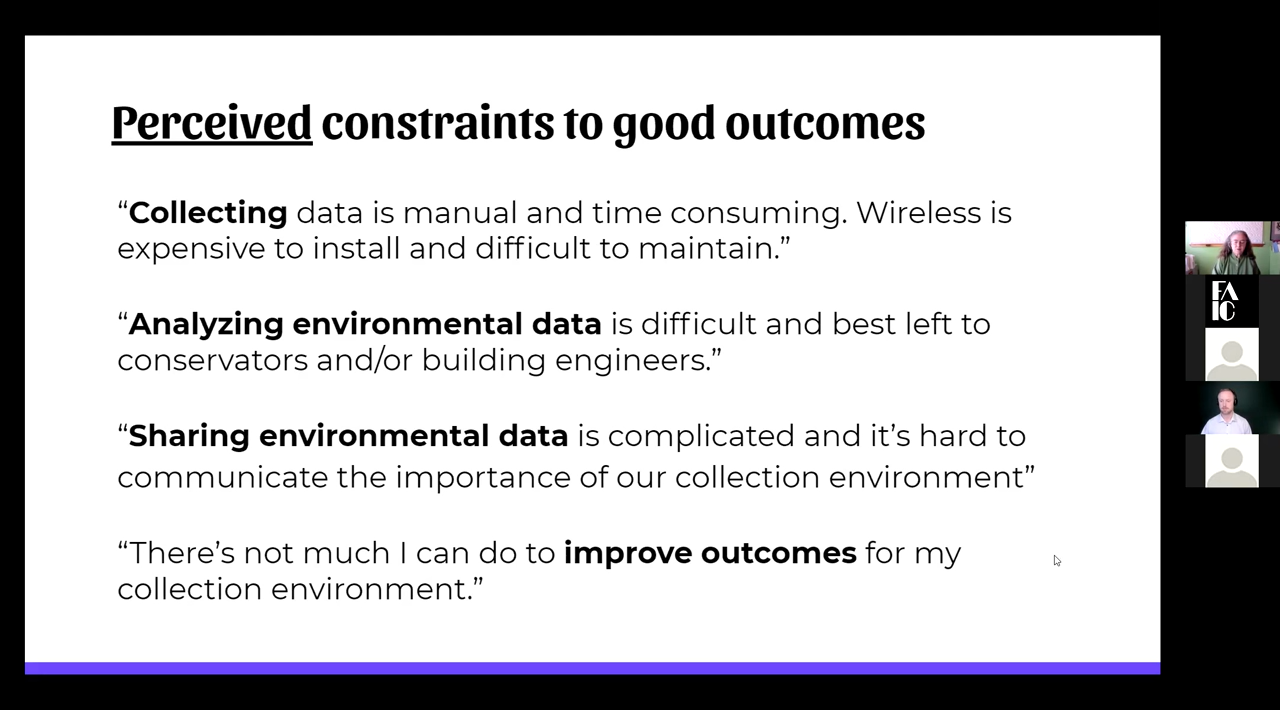 Perceived constraints to good outcomes
“Collecting data is manual and time consuming. Wireless is
expensive to install and difficult to maintain.”
“Analyzing environmental data is difficult and best left to
conservators and/or building engineers.”
“Sharing environmental data is complicated and it’s hard to
communicate the importance of our collection environment”
“There’s not much I can do to improve outcomes for my
collection environment.”
FA
IC